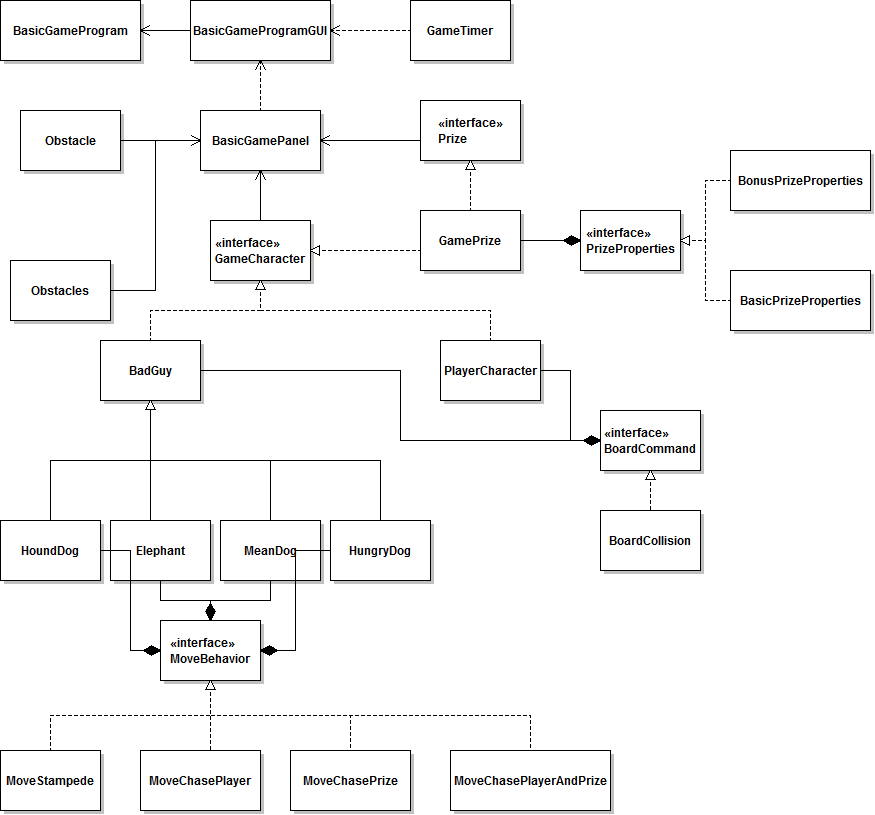 BasicGameProgram
BasicGameProgramGUI
GameTimer
Obstacle
BasicGamePanel
«interface»
Prize
BonusPrizeProperties
«interface»
GameCharacter
GamePrize
«interface»
PrizeProperties
Obstacles
BasicPrizeProperties
BadGuy
PlayerCharacter
«interface»
BoardCommand
HoundDog
Elephant
MeanDog
HungryDog
BoardCollision
«interface»
MoveBehavior
MoveStampede
MoveChasePlayer
MoveChasePrize
MoveChasePlayerAndPrize